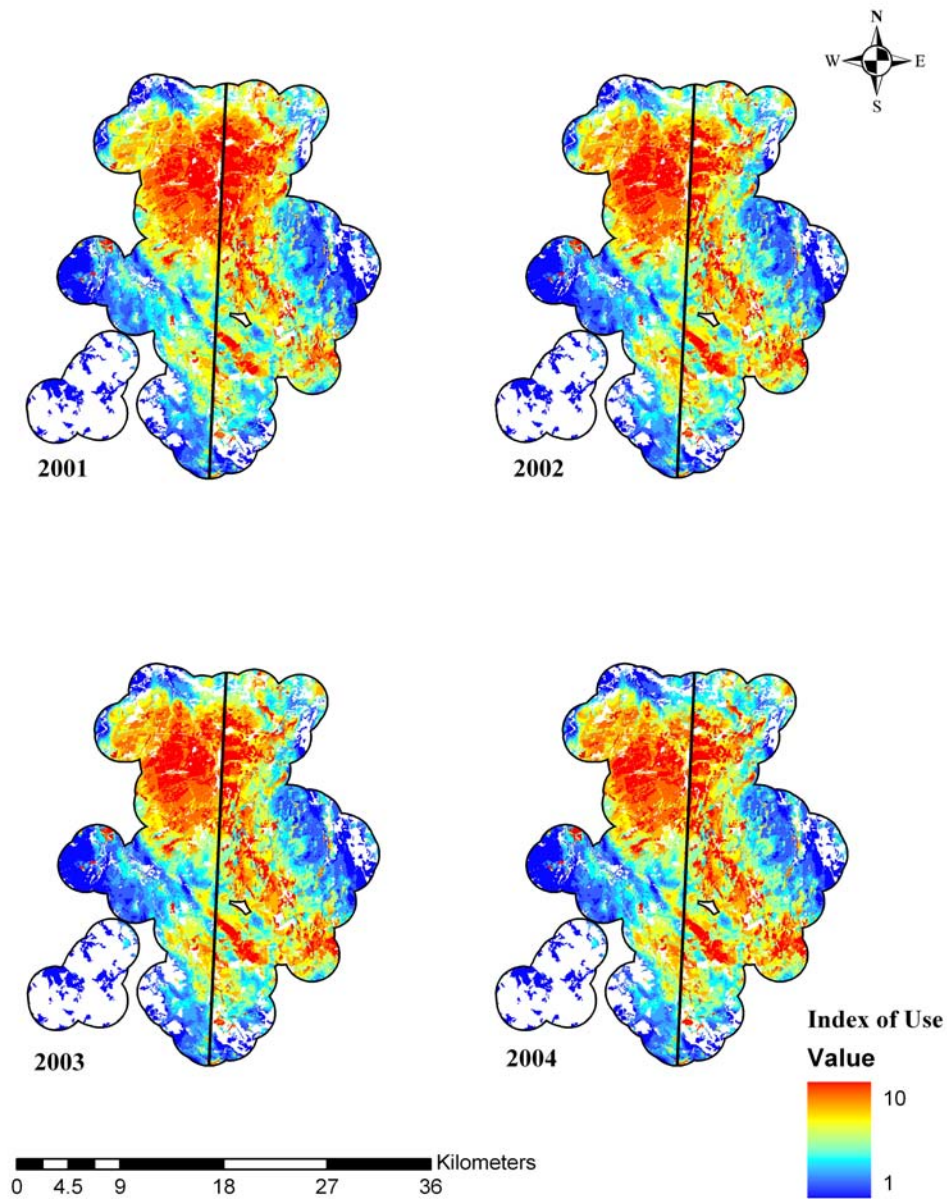 N
W E
S
2001
2002
2003
2004
Index of Use
Value
10
1
Kilometers
0 4.5 9 18 27 36